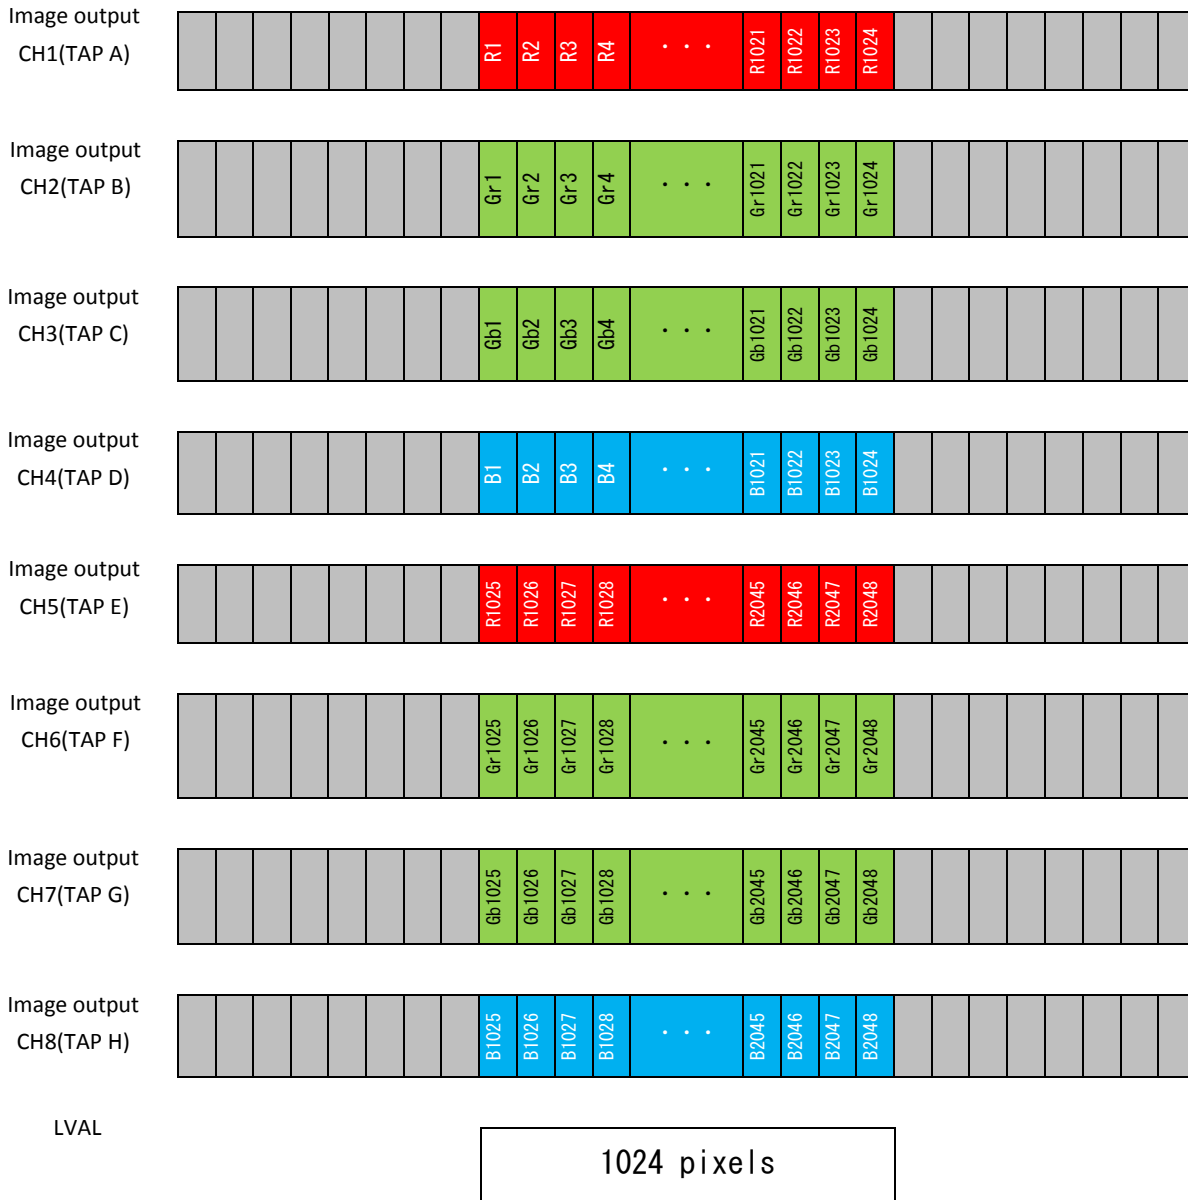 Image output
CH1(TAP A)
R1 R2 R3 R4 ··· R1021 R1022 R1023 R1024
Image output
CH2(TAP B)
Gr1 Gr2 Gr3 Gr4 ··· Gr1021 Gr1022 Gr1023 Gr1024
Image output
CH3(TAP C)
Gb1 Gb2 Gb3 Gb4 ··· Gb1021 Gb1022 Gb1023 Gb1024
Image output
CH4(TAP D)
B1 B2 B3 B4 ··· B1021 B1022 B1023 B1024
Image output
CH5(TAP E)
R1025 R1026 R1027 R1028 ··· R2045 R2046 R2047 R2048
Image output
CH6(TAP F)
Gr1025 Gr1026 Gr1027 Gr1028 ··· Gr2045 Gr2046 Gr2047 Gr2048
Image output
CH7(TAP G)
Gb1025 Gb1026 Gb1027 Gb1028 ··· Gb2045 Gb2046 Gb2047 Gb2048
Image output
CH8(TAP H)
B1025 B1026 B1027 B1028 ··· B2045 B2046 B2047 B2048
LVAL
1024 pixels